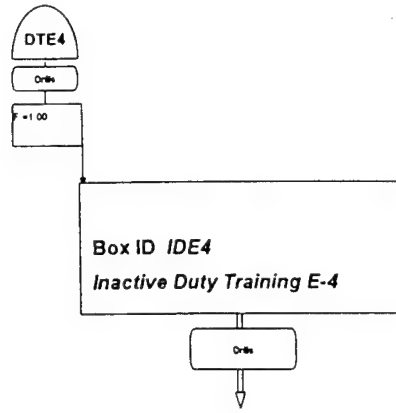 DTE4
Drills
F =1.00
Box ID IDE4
Inactive Duty Training E-4
Drills